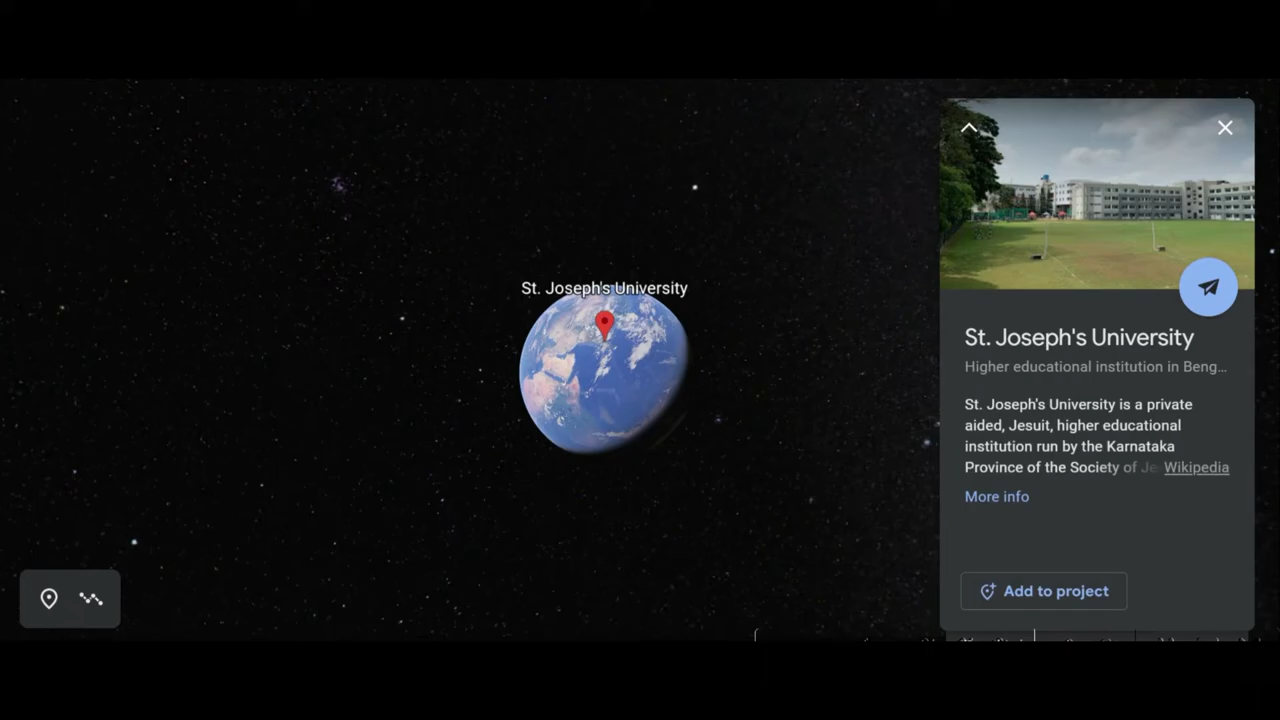 St. Joseph's University
St. Joseph's University
Higher educational institution in Beng...
St. Joseph's University is a private
aided, Jesuit, higher educational
institution run by the Karnataka
Province of the Society of Je Wikipedia
More info
Add to project